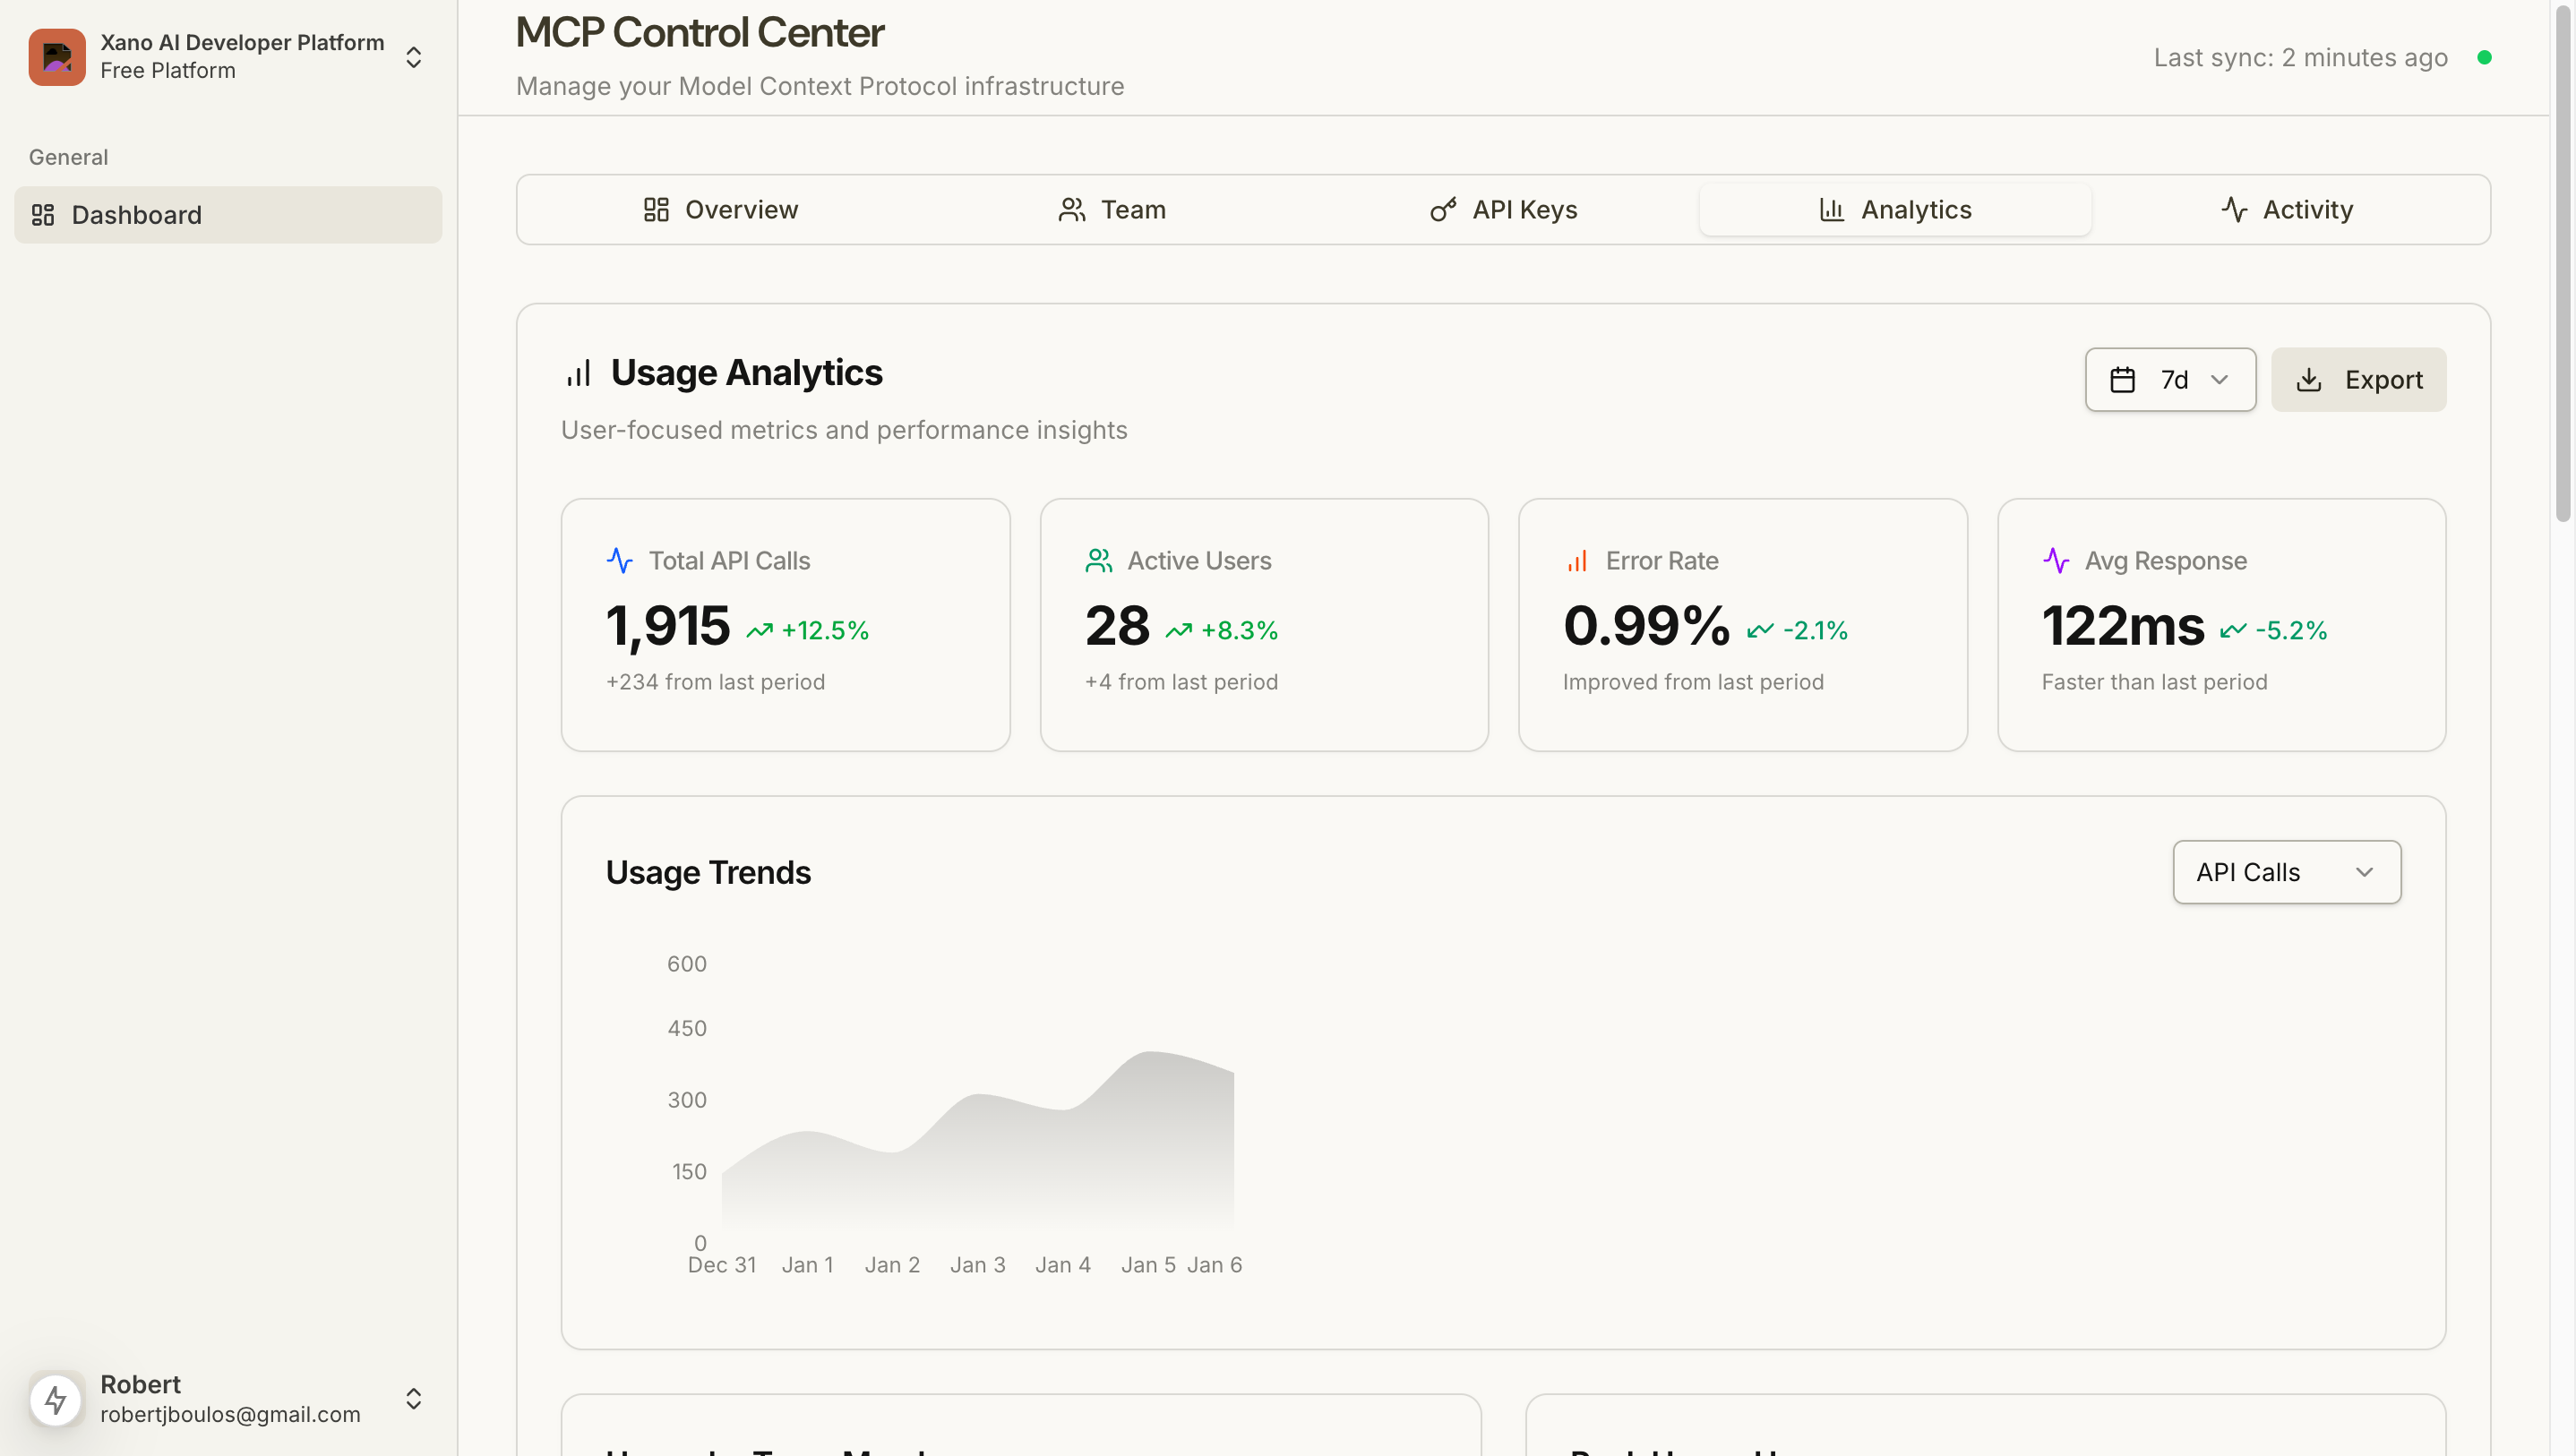 Xano AI Developer Platform
Free Platform
General
Dashboard
Robert
robertjboulos@gmail.com
MCP Control Center
Manage your Model Context Protocol infrastructure
Last sync: 2 minutes ago
Overview
Team
API Keys
Analytics
Activity
Usage Analytics
User-focused metrics and performance insights
7d
Export
Total API Calls
1,915 +12.5%
+234 from last period
Active Users
28 +8.3%
+4 from last period
Error Rate
0.99% -2.1%
Improved from last period
Avg Response
122ms -5.2%
Faster than last period
Usage Trends
API Calls
600
450
300
150
0
Dec 31 Jan 1 Jan 2 Jan 3 Jan 4 Jan 5 Jan 6